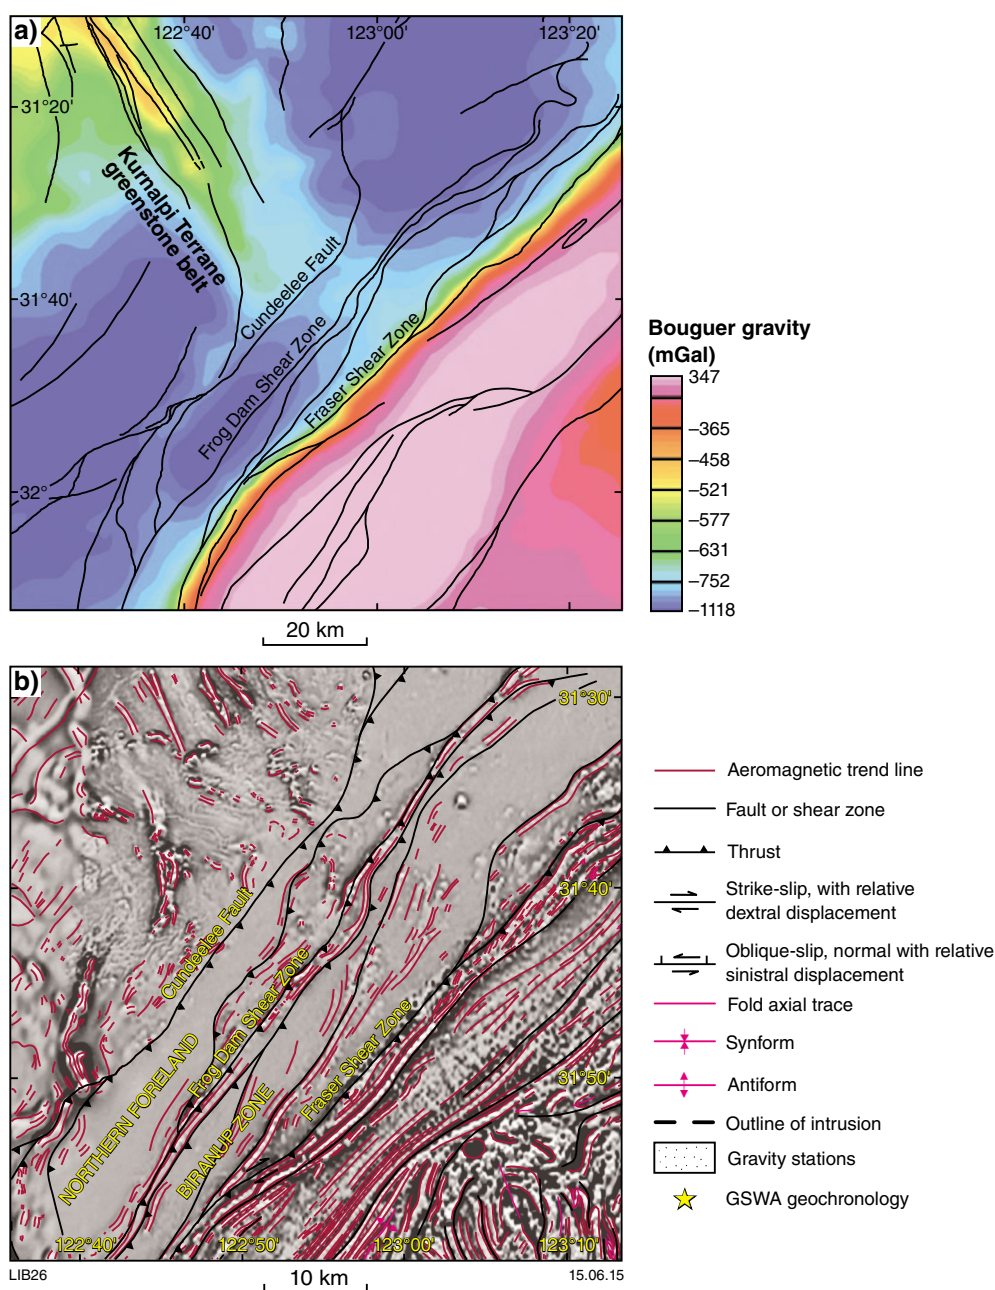 a)
122°40'
123°00'
123°20'
31°20'
Kurnalpi Terrane
greenstone belt
31°40'
Cundeelee Fault
Frog Dam Shear Zone
Fraser Shear Zone
32°
Bouguer gravity
(mGal)
347
–365
–458
–521
–577
–631
–752
–1118
20 km
b)
31°30'
31°40'
Cundeelee Fault
Frog Dam Shear Zone
Fraser Shear Zone
NORTHERN FORELAND
BIRANUP ZONE
31°50'
122°40'
122°50'
123°00'
123°10'
Aeromagnetic trend line
Fault or shear zone
Thrust
Strike-slip, with relative
dextral displacement
Oblique-slip, normal with relative
sinistral displacement
Fold axial trace
Synform
Antiform
Outline of intrusion
Gravity stations
GSWA geochronology
LIB26
10 km
15.06.15